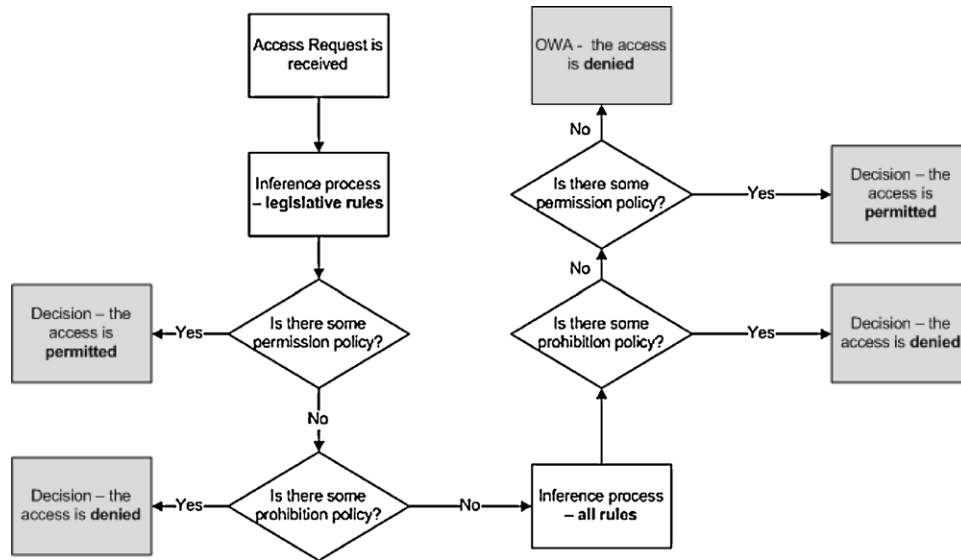 Access Request is
received
Inference process
– legislative rules
Is there some
permission policy?
Yes
Decision – the
access is
permitted
No
Is there some
prohibition policy?
Yes
Decision – the
access is denied
No
Inference process
– all rules
Is there some
prohibition policy?
Yes
Decision – the
access is denied
No
Is there some
permission policy?
Yes
Decision – the
access is
permitted
No
OWA - the access
is denied